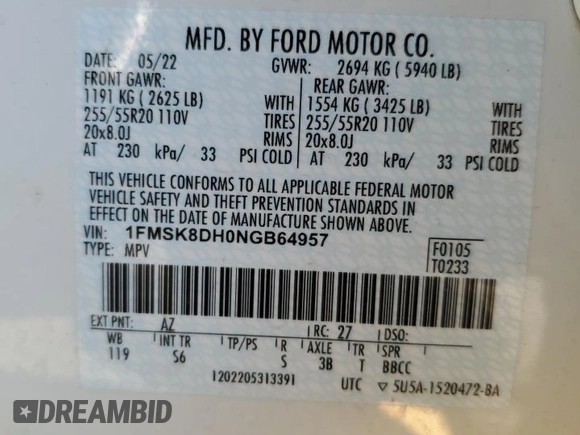 MFD. BY FORD MOTOR CO.
DATE: 05/22 GVWR: 2694 KG ( 5940 LB)
FRONT GAWR: REAR GAWR:
1191 KG ( 2625 LB) WITH 1554 KG ( 3425 LB) WITH
255/55R20 110V TIRES 255/55R20 110V TIRES
20x8.0J RIMS 20x8.0J RIMS
AT 230 kPa/ 33 PSI COLD AT 230 kPa/ 33 PSI COLD
THIS VEHICLE CONFORMS TO ALL APPLICABLE FEDERAL MOTOR
VEHICLE SAFETY AND THEFT PREVENTION STANDARDS IN
EFFECT ON THE DATE OF MANUFACTURE SHOWN ABOVE.
VIN: 1FMSK8DH0NGB64957
TYPE: MPV
F0105
T0233
EXT PNT: AZ RC: 27 DSO:
WB INT TR TP/PS R AXLE TR SPR
119 S6 S 3B T BBCC
1202205313391 UTC ▽ 5U5A-1520472-BA
DREAMBID